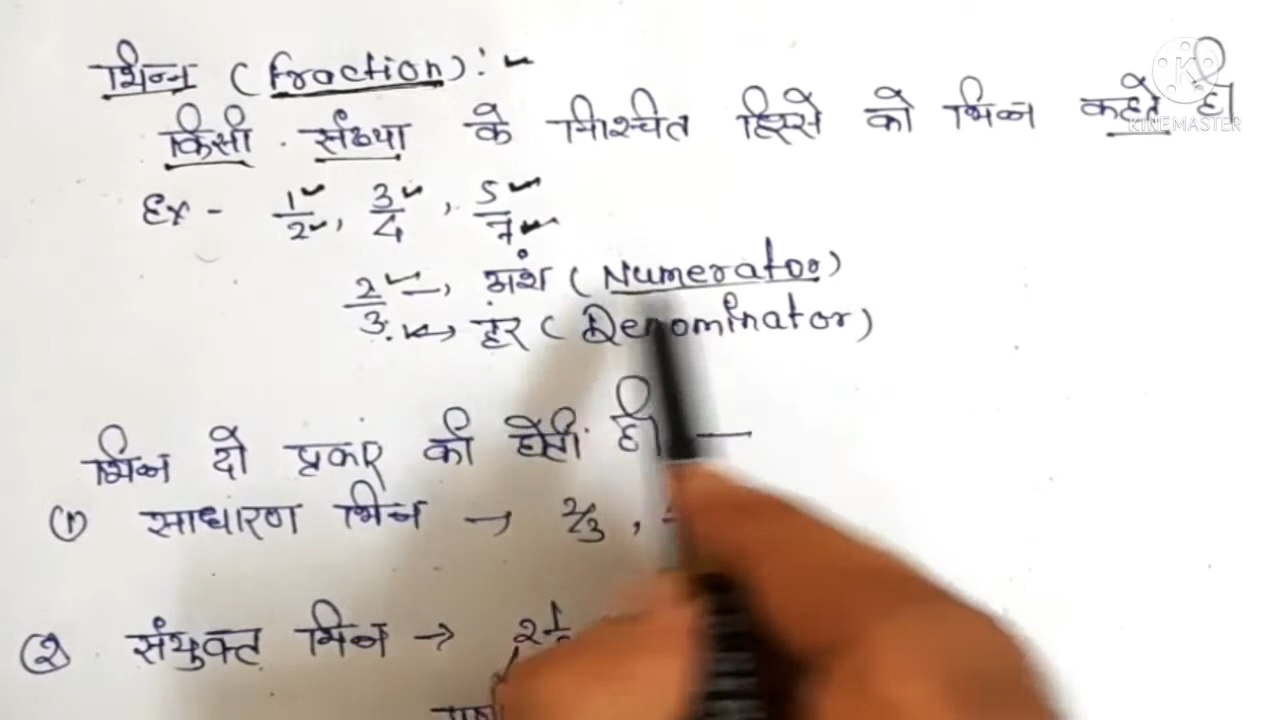 भिन्न (Fraction) :-
किसी संख्या के निश्चित हिस्से को भिन्न कहते है।
Ex - 1/2, 3/4, 5/7
2/3 →, अंश (Numerator)
→ हर (Denominator)
भिन्न दो प्रकार की होती है। —
(1) साधारण भिन्न → 2/3,
(2) संयुक्त भिन्न → 2
KINEMASTER